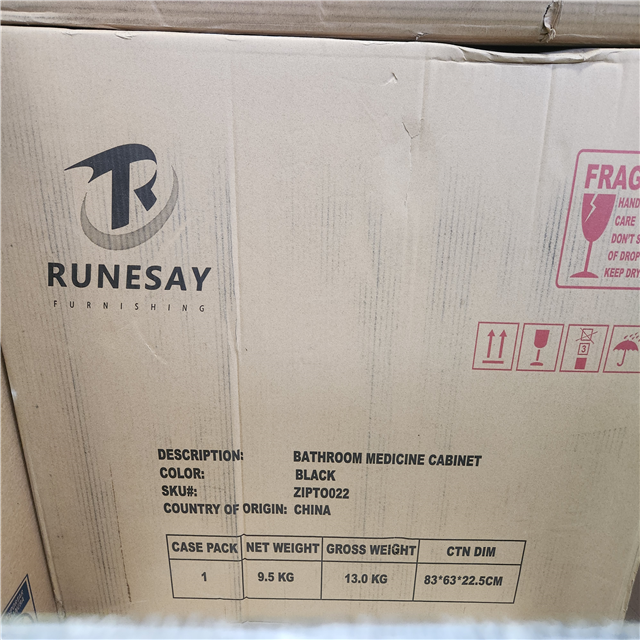 RUNESAY
FURNISHING
FRAG
HAND
CARE
DON'T S
OF DROP
KEEP DRY
3
DESCRIPTION: BATHROOM MEDICINE CABINET
COLOR: BLACK
SKU#: ZIPTO022
COUNTRY OF ORIGIN: CHINA
CASE PACK NET WEIGHT GROSS WEIGHT CTN DIM
1 9.5 KG 13.0 KG 83*63*22.5CM